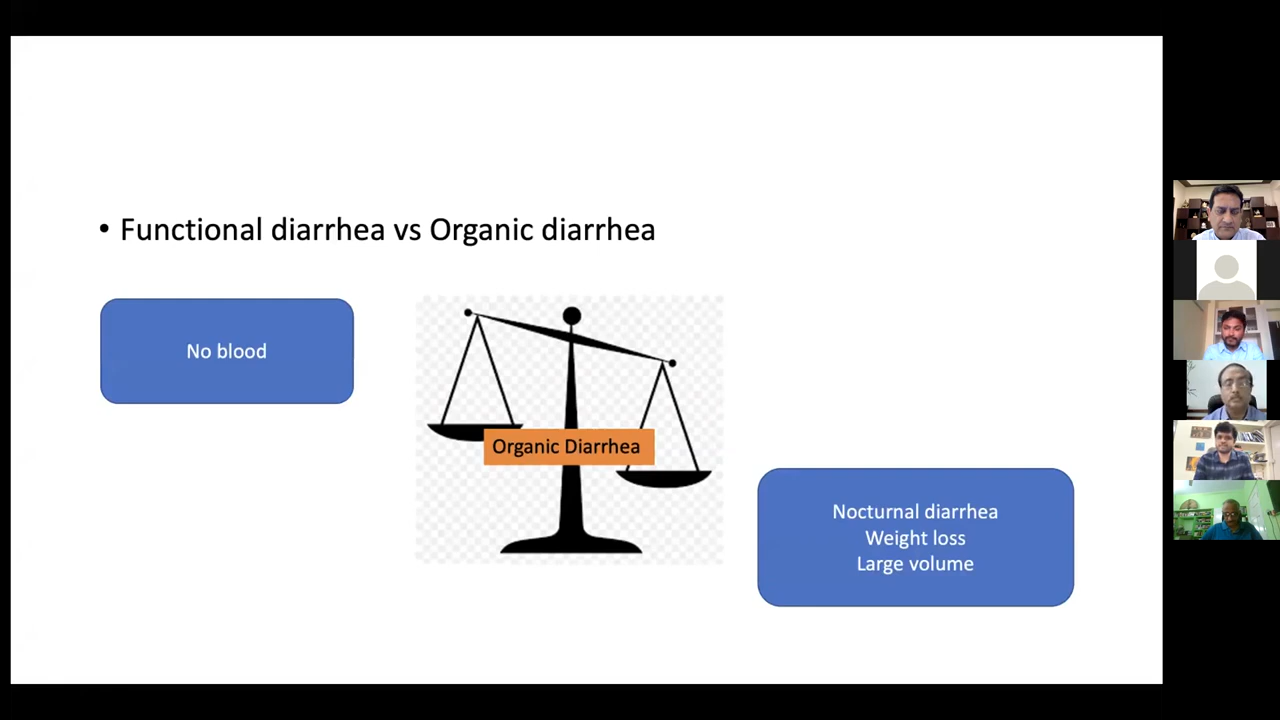 • Functional diarrhea vs Organic diarrhea
No blood
Organic Diarrhea
Nocturnal diarrhea
Weight loss
Large volume